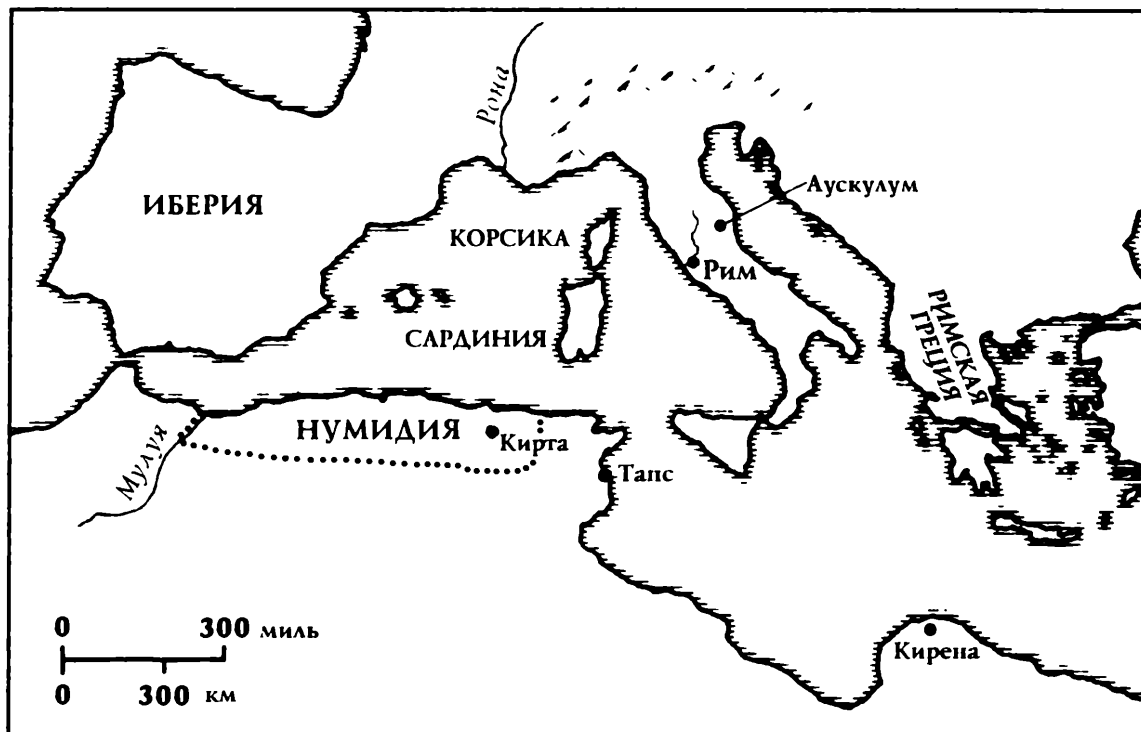 Рона
Аускулум
ИБЕРИЯ
КОРСИКА
Рим
САРДИНИЯ
РИМСКАЯ
ГРЕЦИЯ
НУМИДИЯ
Кирта
Мулуя
Тапс
0 300 миль
0 300 км
Кирена